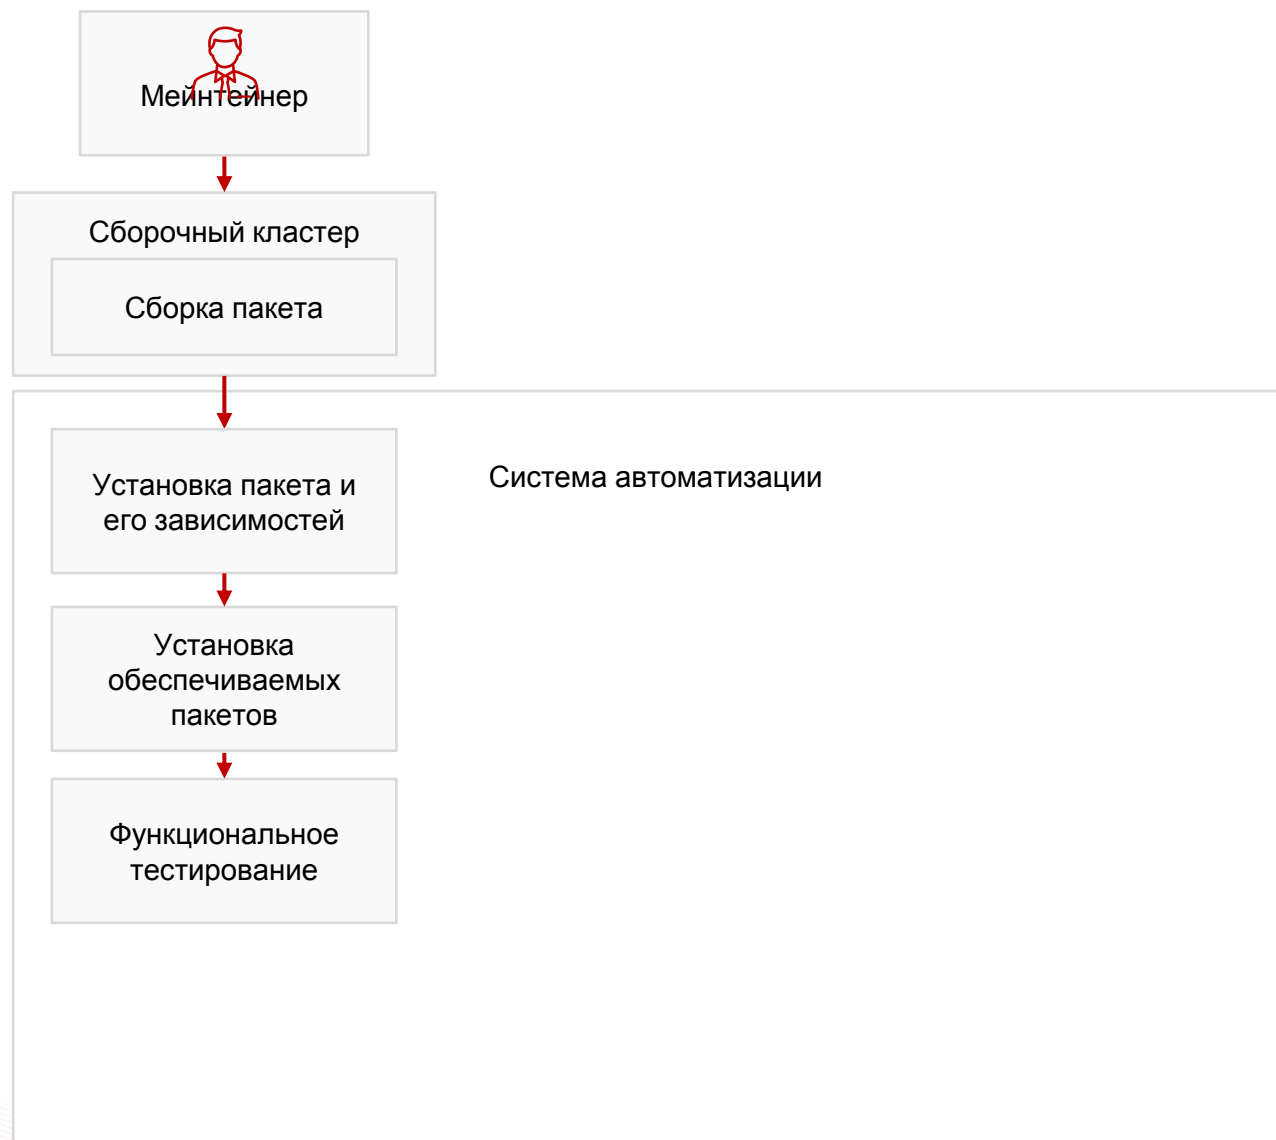 Мейнтейнер
Сборочный кластер
Сборка пакета
Установка пакета и
его зависимостей
Система автоматизации
Установка
обеспечиваемых
пакетов
Функциональное
тестирование